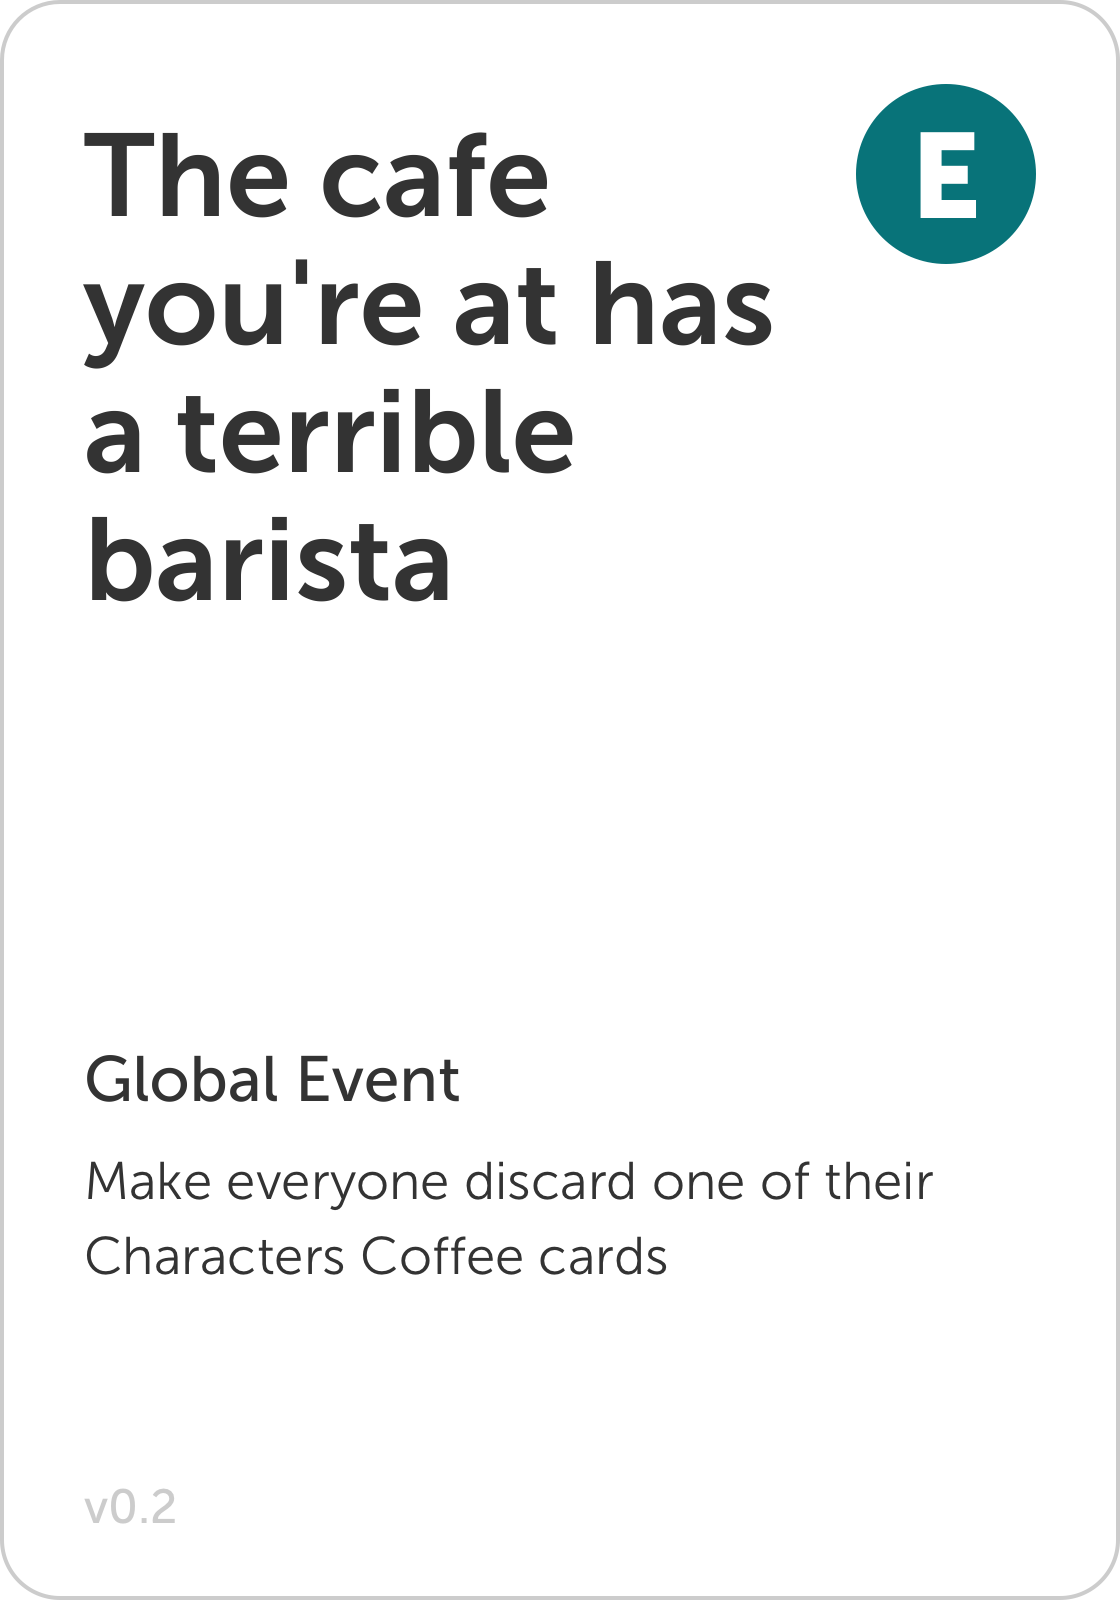 The cafe
E
you're at has
a terrible
barista
Global Event
Make everyone discard one of their
Characters Coffee cards
v0.2